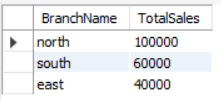 BranchName TotalSales
north 100000
south 60000
east 40000